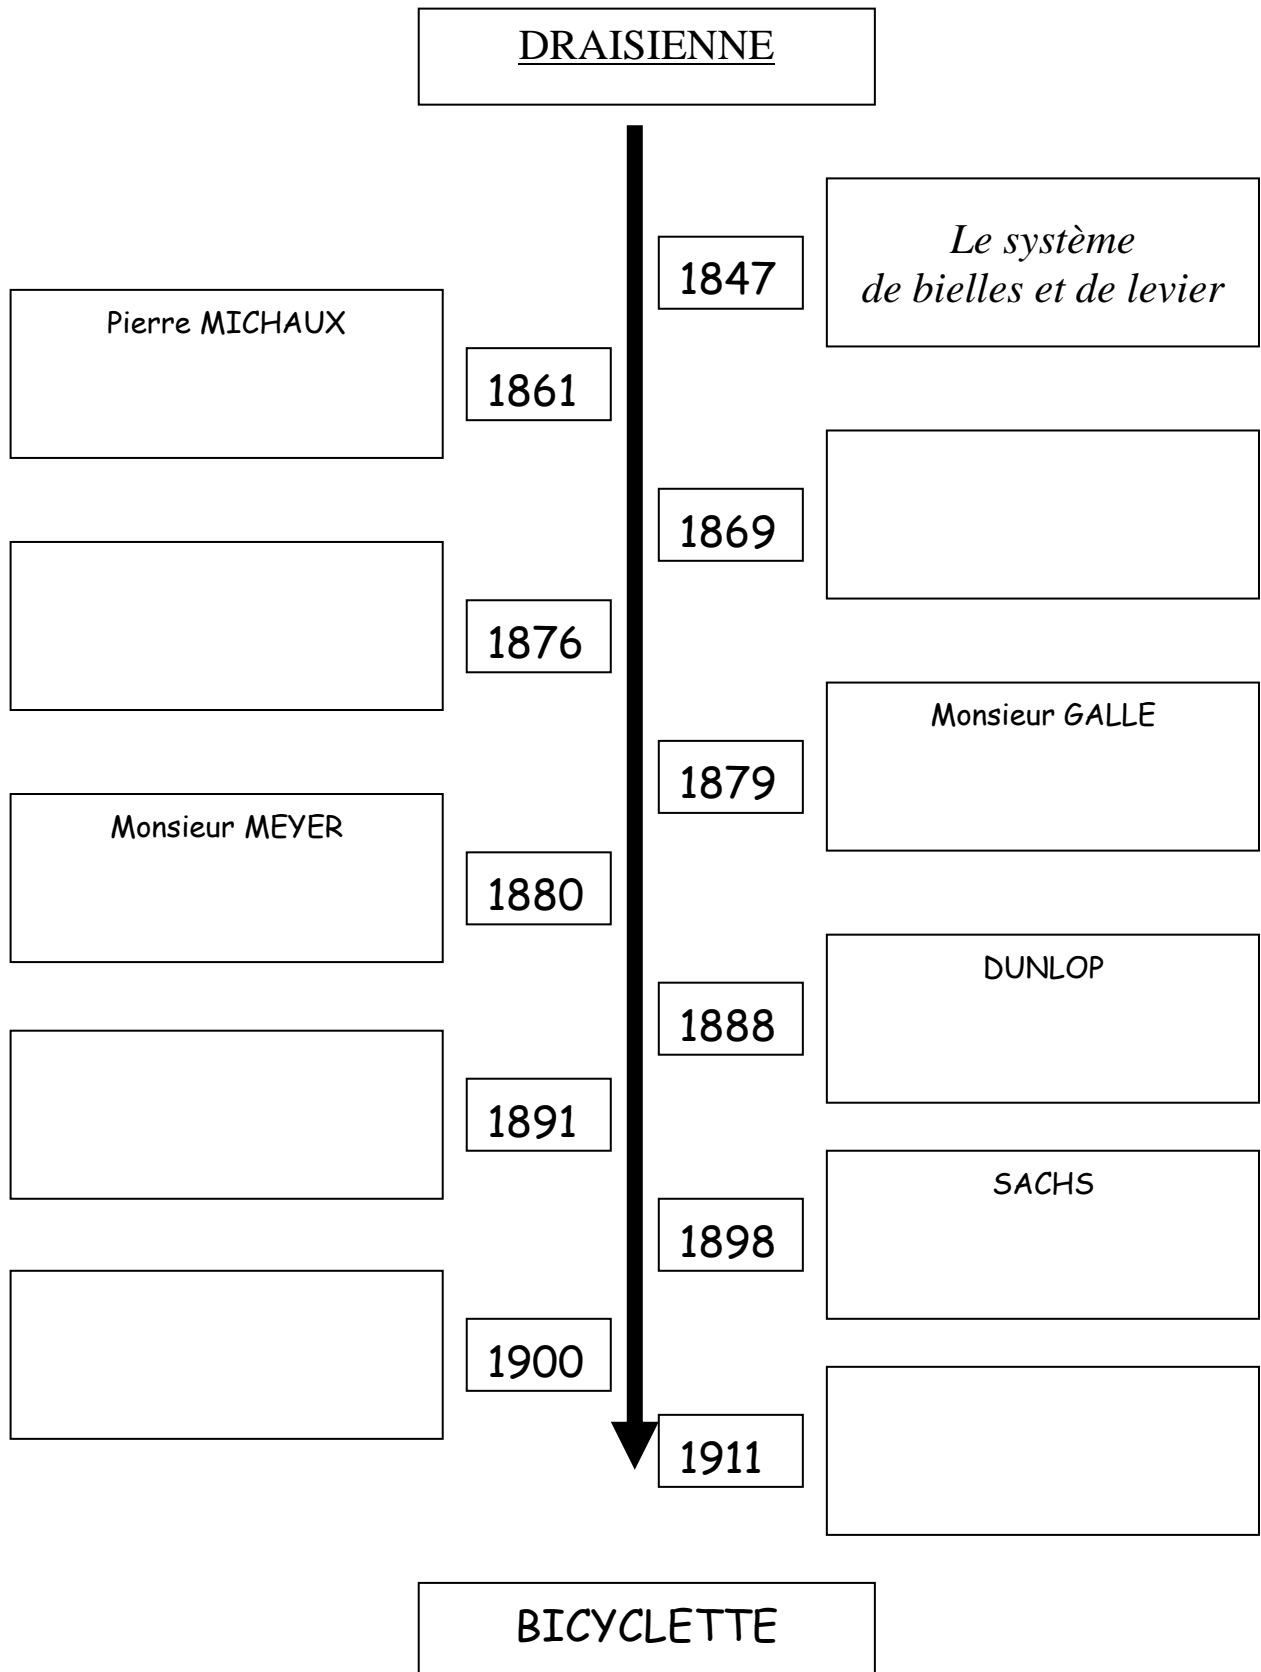 DRAISIENNE
1847
Le système
de bielles et de levier
Pierre MICHAUX
1861
1869
1876
Monsieur GALLE
1879
Monsieur MEYER
1880
DUNLOP
1888
1891
SACHS
1898
1900
1911
BICYCLETTE